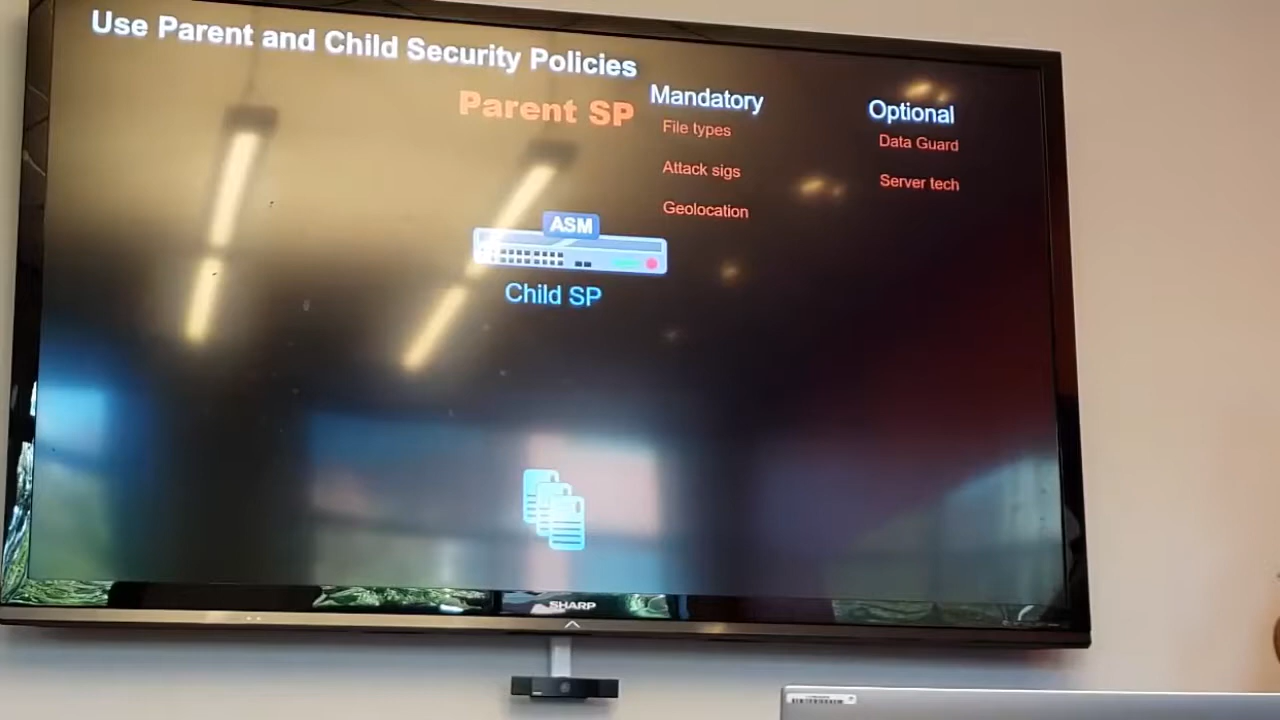 Use Parent and Child Security Policies
Parent SP
Mandatory
Optional
File types
Data Guard
Attack sigs
Server tech
Geolocation
ASM
Child SP
SHARP